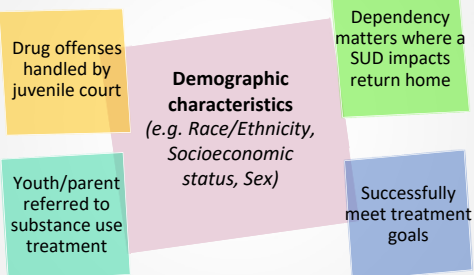 Drug offenses
handled by
juvenile court
Dependency
matters where a
SUD impacts
return home
Demographic
characteristics
(e.g. Race/Ethnicity,
Socioeconomic
status, Sex)
Youth/parent
referred to
substance use
treatment
Successfully
meet treatment
goals